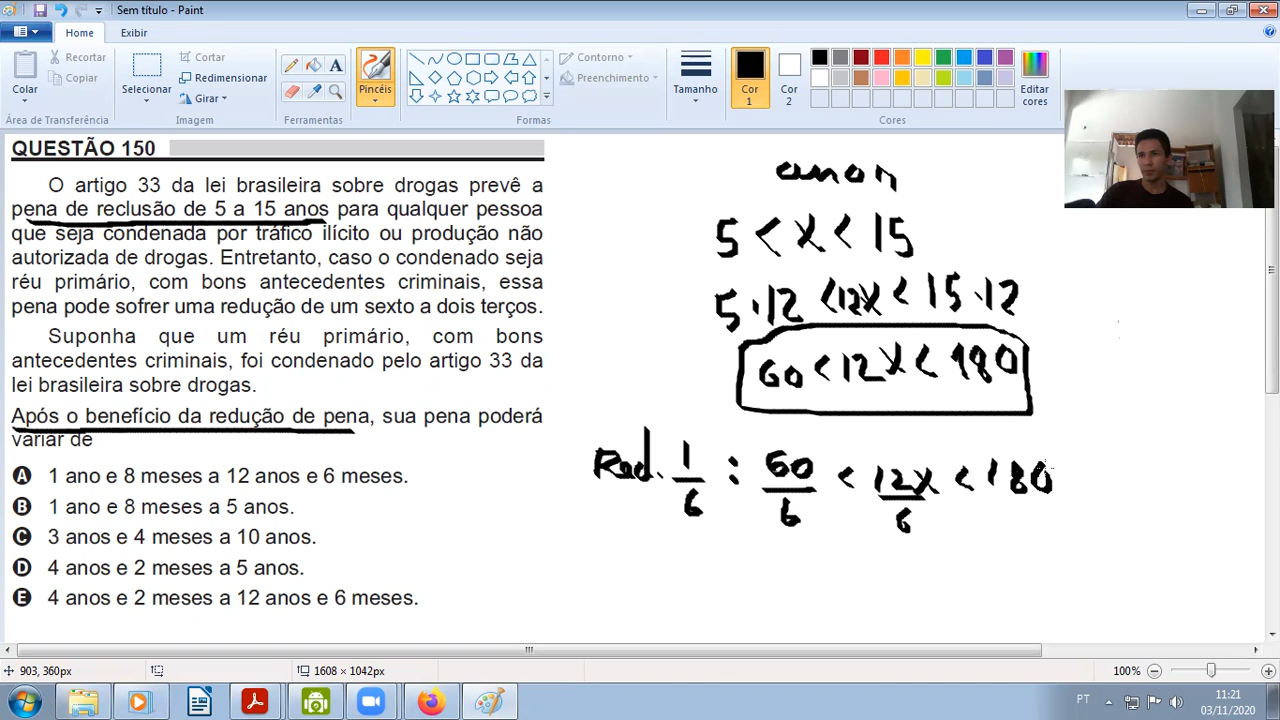 Sem título - Paint
Home Exibir
Colar
Recortar
Copiar
Área de Transferência
Selecionar
Cortar
Redimensionar
Girar
Imagem
A
Ferramentas
Pincéis
Contorno
Preenchimento
Formas
Tamanho
Cor 1
Cor 2
Editar cores
Cores
QUESTÃO 150
O artigo 33 da lei brasileira sobre drogas prevê a
pena de reclusão de 5 a 15 anos para qualquer pessoa
que seja condenada por tráfico ilícito ou produção não
autorizada de drogas. Entretanto, caso o condenado seja
réu primário, com bons antecedentes criminais, essa
pena pode sofrer uma redução de um sexto a dois terços.
Suponha que um réu primário, com bons
antecedentes criminais, foi condenado pelo artigo 33 da
lei brasileira sobre drogas.
Após o benefício da redução de pena, sua pena poderá
variar de
A 1 ano e 8 meses a 12 anos e 6 meses.
B 1 ano e 8 meses a 5 anos.
C 3 anos e 4 meses a 10 anos.
D 4 anos e 2 meses a 5 anos.
E 4 anos e 2 meses a 12 anos e 6 meses.
anos
5 < x < 15
5 · 12 < 12x < 15 · 12
60 < 12x < 180
Red. 1/6 : 60/6 < 12x/6 < 180
903, 360px
1608 × 1042px
100%
PT
11:21
03/11/2020